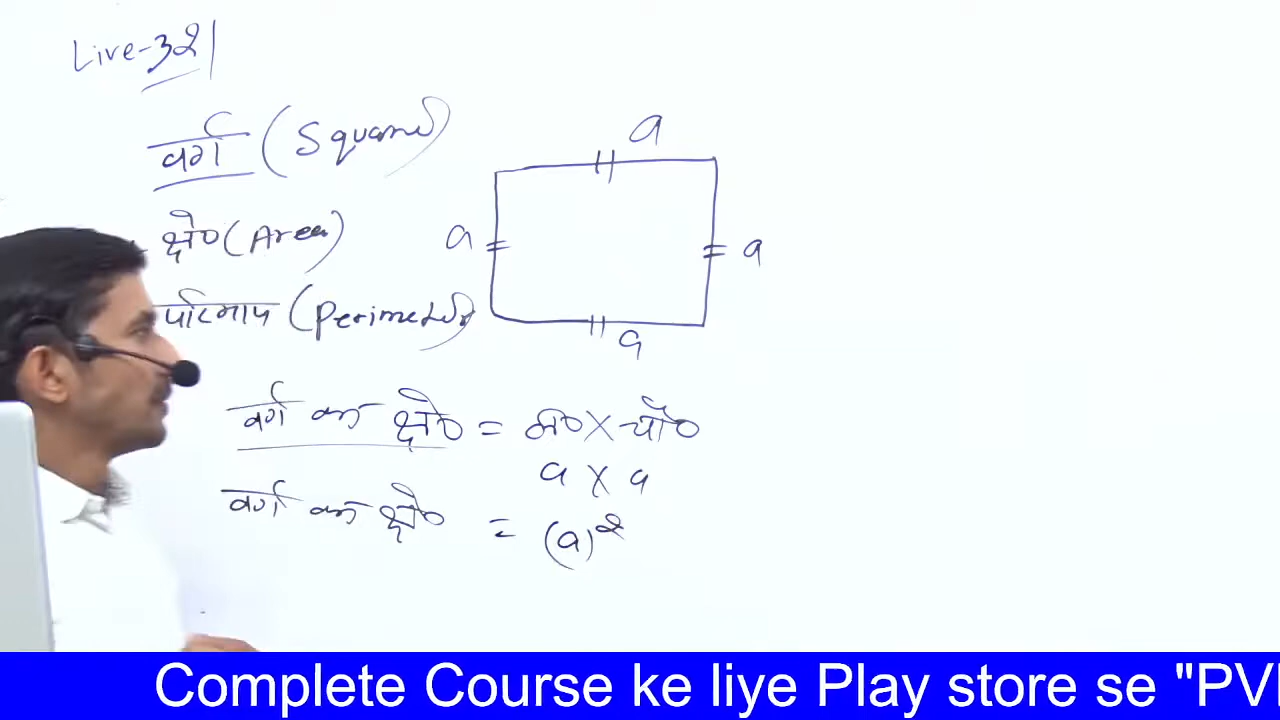 Live-321
वर्ग (Square)
a
क्षे० (Area)
a
a
परिमाप (Perimeter)
a
वर्ग का क्षे० = ल० X चौ०
a X a
वर्ग का क्षे० = (a)²
Complete Course ke liye Play store se "PV